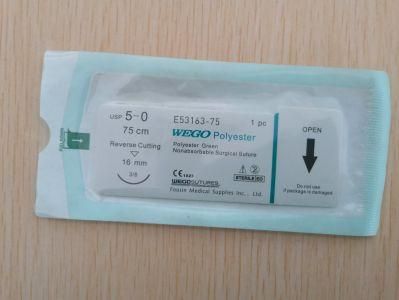 USP 5-0
75 cm
Reverse Cutting
16 mm
3/8
E53163-75 1 pc
WEGO Polyester
Polyester Green
Nonabsorbable Surgical Suture
STERILE EO
WEGOSUTURES
Foosin Medical Supplies Inc., Ltd.
OPEN
Do not use
if package is damaged